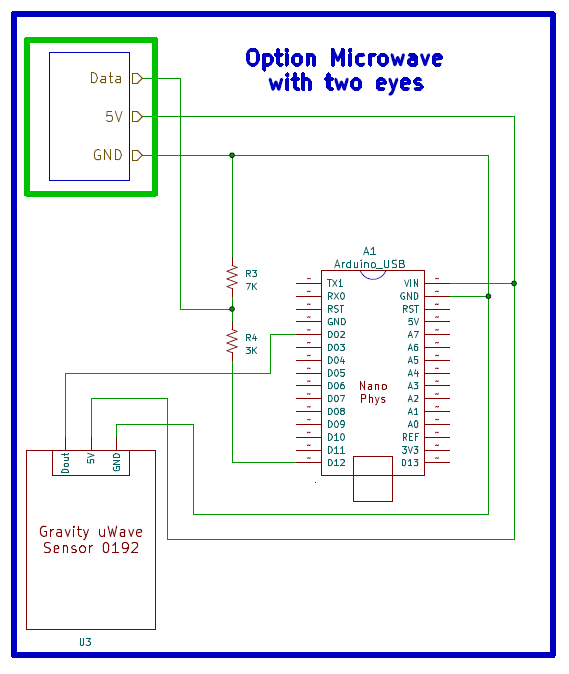 Option Microwave
with two eyes
Data
5V
GND
R3
7K
R4
3K
A1
Arduino_USB
TX1
RX0
RST
GND
D02
D03
D04
D05
D06
D07
D08
D09
D10
D11
D12
VIN
GND
RST
5V
A7
A6
A5
A4
A3
A2
A1
A0
REF
3V3
D13
Nano
Phys
Dout
5V
GND
Gravity uWave
Sensor 0192
U3